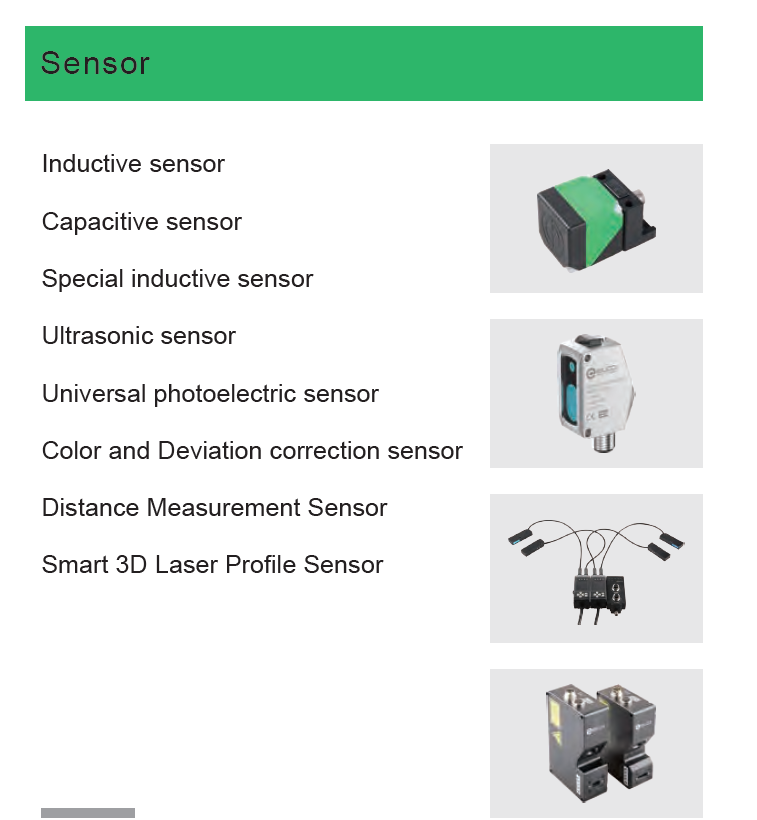 Sensor
Inductive sensor
Capacitive sensor
Special inductive sensor
Ultrasonic sensor
Universal photoelectric sensor
Color and Deviation correction sensor
Distance Measurement Sensor
Smart 3D Laser Profile Sensor